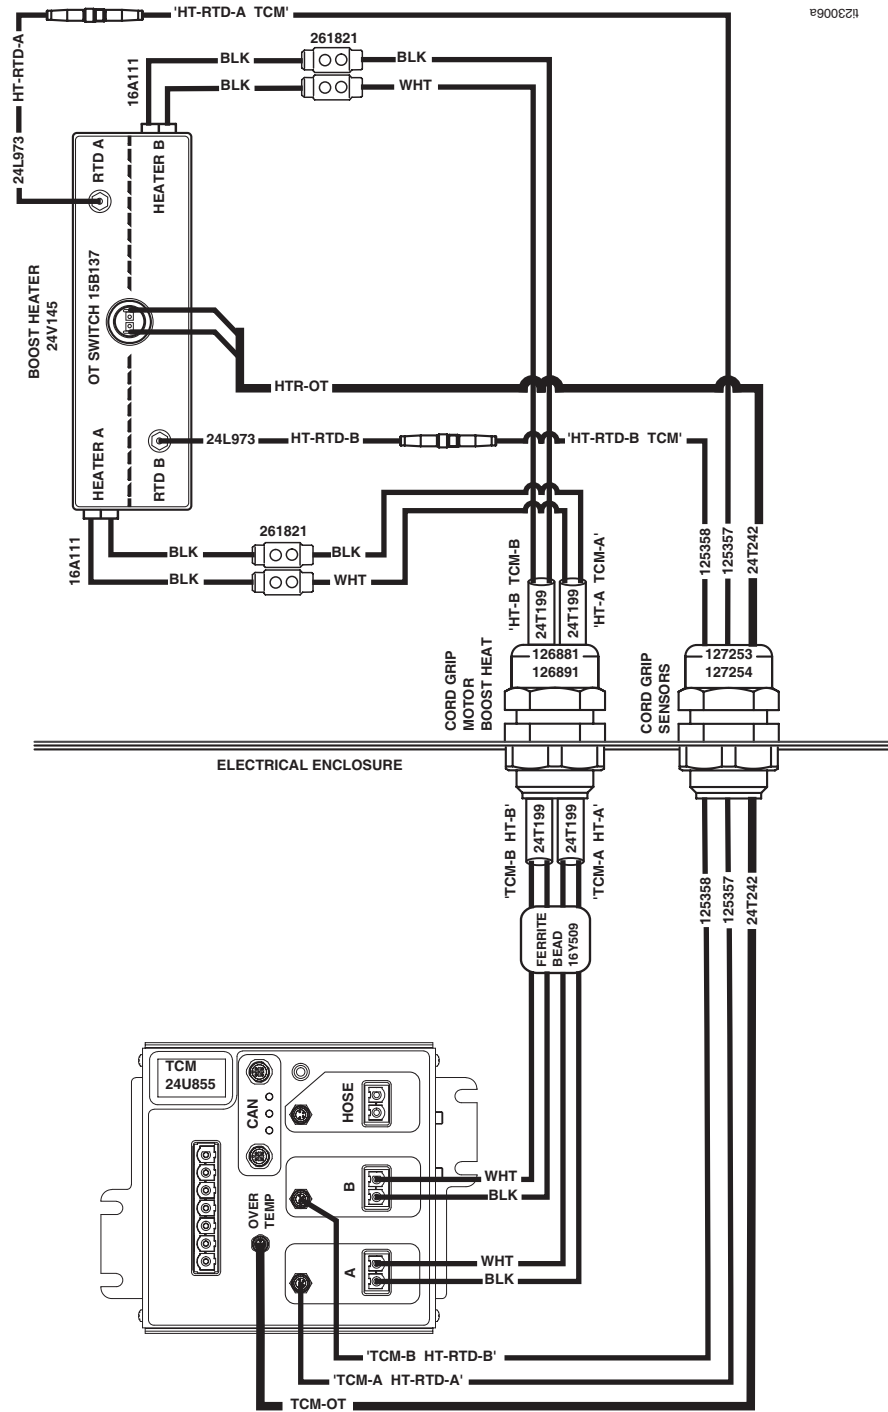 'HT-RTD-A TCM'
ti23006a
HT-RTD-A
24L973
16A111
BLK
261821
BLK
BLK
WHT
RTD A
HEATER B
BOOST HEATER
24V145
OT SWITCH 15B137
HTR-OT
HEATER A
RTD B
24L973
HT-RTD-B
'HT-RTD-B TCM'
16A111
BLK
261821
BLK
BLK
WHT
'HT-B TCM-B
24T199
24T199
'HT-A TCM-A'
125358
125357
24T242
CORD GRIP
MOTOR
BOOST HEAT
126881
126891
CORD GRIP
SENSORS
127253
127254
ELECTRICAL ENCLOSURE
'TCM-B HT-B'
24T199
24T199
'TCM-A HT-A'
125358
125357
24T242
FERRITE
BEAD
16Y509
TCM
24U855
CAN
HOSE
B
WHT
BLK
OVER
TEMP
A
WHT
BLK
'TCM-B HT-RTD-B'
'TCM-A HT-RTD-A'
TCM-OT